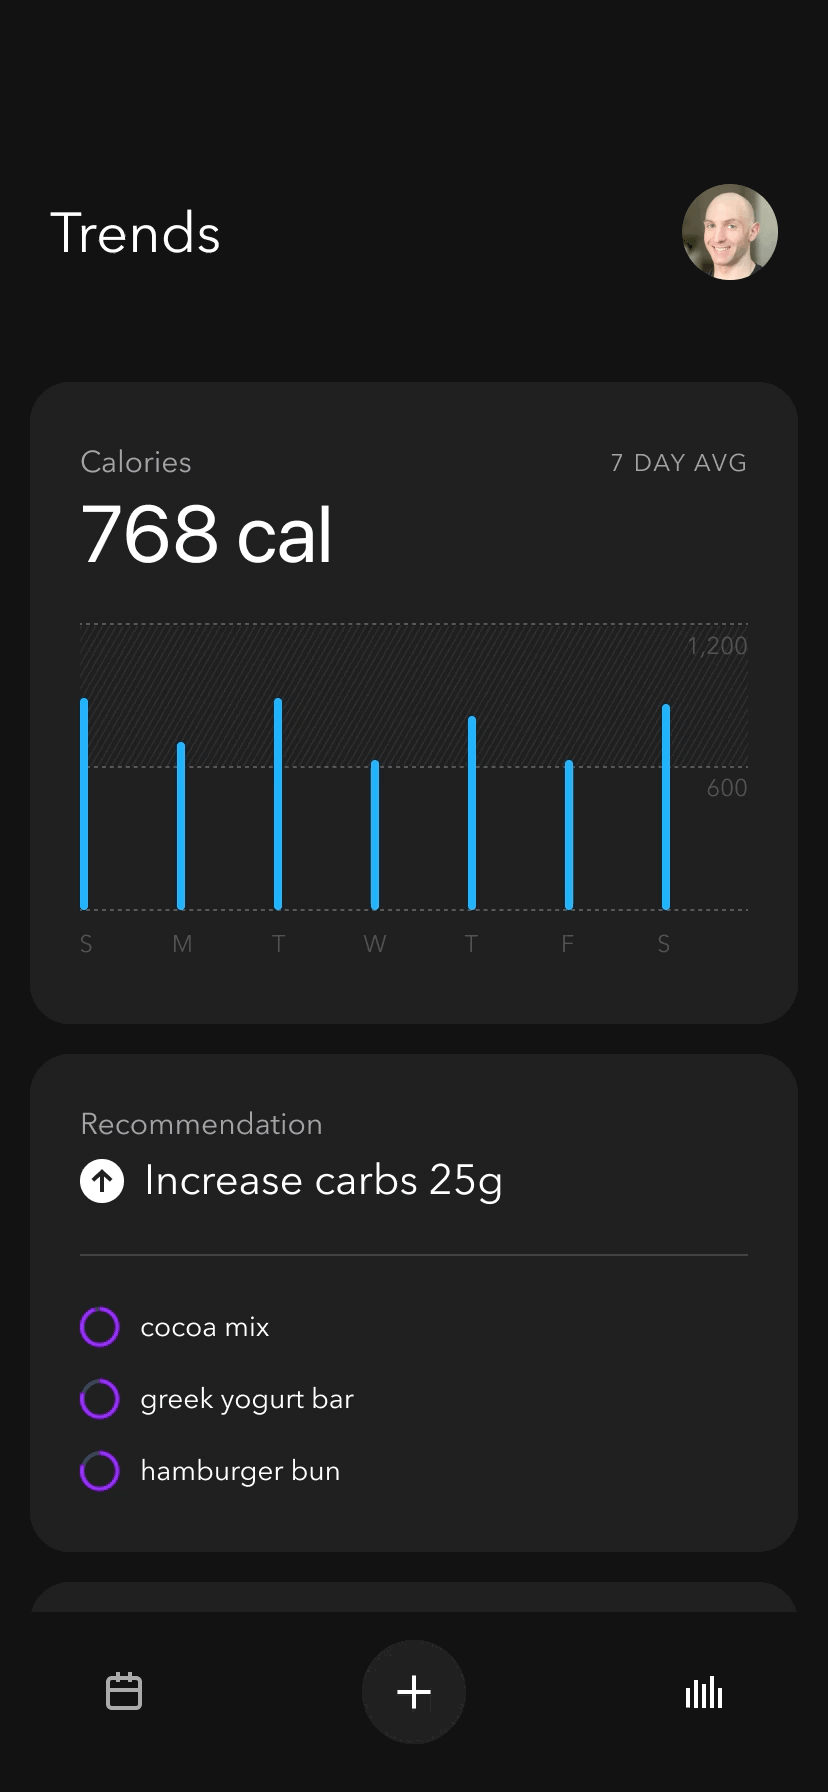 Trends
Calories
7 DAY AVG
768 cal
1,200
600
S M T W T F S
Recommendation
Increase carbs 25g
cocoa mix
greek yogurt bar
hamburger bun